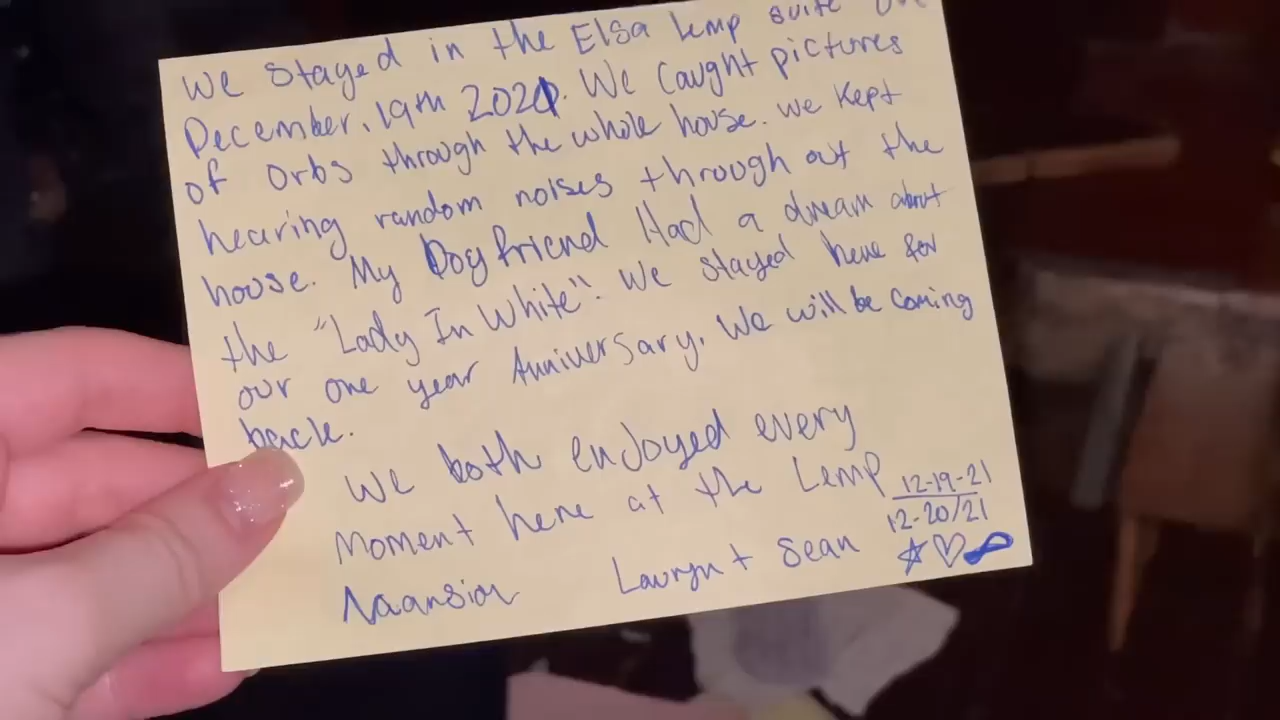 We stayed in the Elsa Lemp suite on
December, 19th 2021. We caught pictures
of orbs through the whole house. we kept
hearing random noises through out the
house. My boyfriend Had a dream about
the "Lady In White". We stayed here for
our one year Anniversary. We will be coming
back.
We both enjoyed every
Moment here at the Lemp
Naansion
Lauryn + Sean
12-19-21
12-20/21